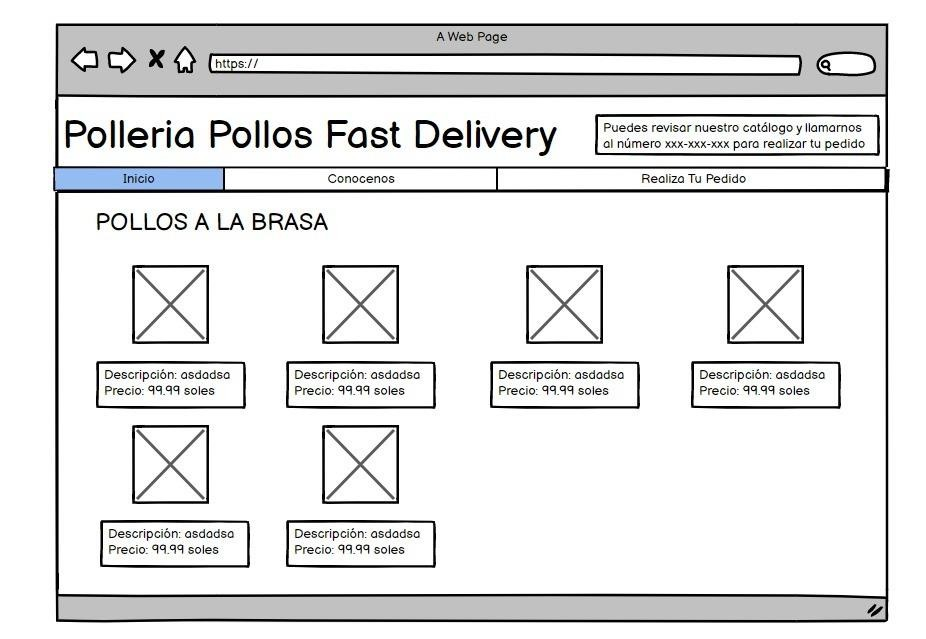 A Web Page
https://
Polleria Pollos Fast Delivery
Puedes revisar nuestro catálogo y llamarnos
al número xxx-xxx-xxx para realizar tu pedido
Inicio
Conocenos
Realiza Tu Pedido
POLLOS A LA BRASA
Descripción: asdadsa
Precio: 99.99 soles
Descripción: asdadsa
Precio: 99.99 soles
Descripción: asdadsa
Precio: 99.99 soles
Descripción: asdadsa
Precio: 99.99 soles
Descripción: asdadsa
Precio: 99.99 soles
Descripción: asdadsa
Precio: 99.99 soles